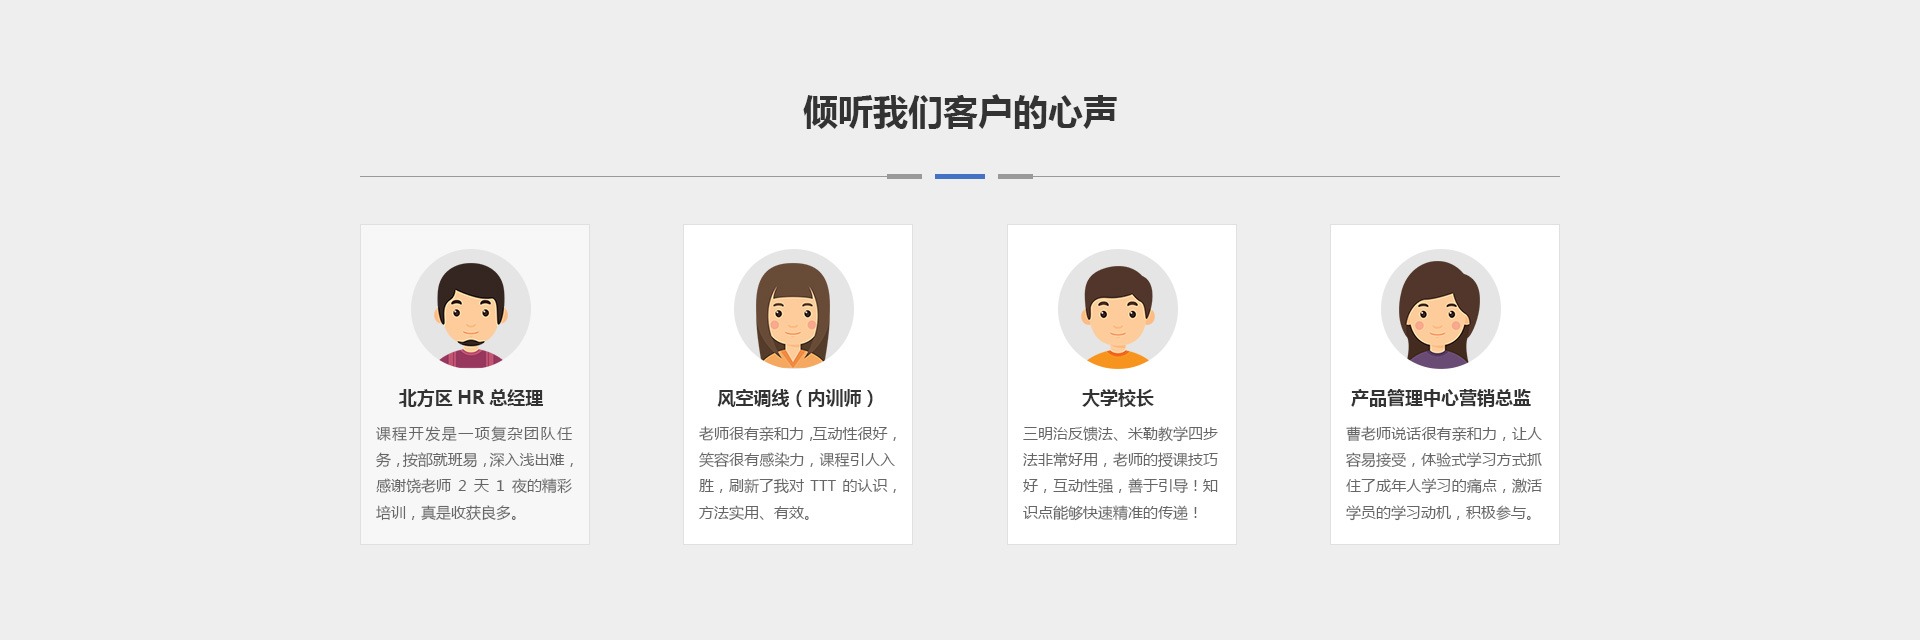 倾听我们客户的心声
北方区 HR 总经理
课程开发是一项复杂团队任
务，按部就班易，深入浅出难，
感谢饶老师 2 天 1 夜的精彩
培训，真是收获良多。
风空调线（内训师）
老师很有亲和力，互动性很好，
笑容很有感染力，课程引人入
胜，刷新了我对 TTT 的认识，
方法实用、有效。
大学校长
三明治反馈法、米勒教学四步
法非常好用，老师的授课技巧
好，互动性强，善于引导！知
识点能够快速精准的传递！
产品管理中心营销总监
曹老师说话很有亲和力，让人
容易接受，体验式学习方式抓
住了成年人学习的痛点，激活
学员的学习动机，积极参与。